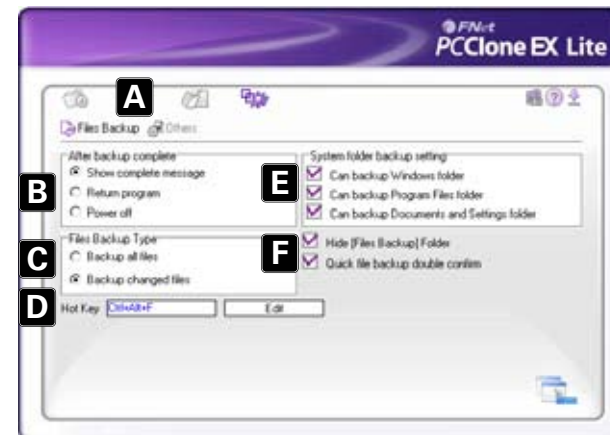 FNet
PCClone EX Lite
A
Files Backup Others
After backup complete
Show complete message
Return program
Power off
B
System folder backup setting
Can backup Windows folder
Can backup Program Files folder
Can backup Documents and Settings folder
E
Files Backup Type
Backup all files
Backup changed files
C
Hide [Files Backup] Folder
Quick file backup double confirm
F
D
Hot Key Ctrl+Alt+F Edit